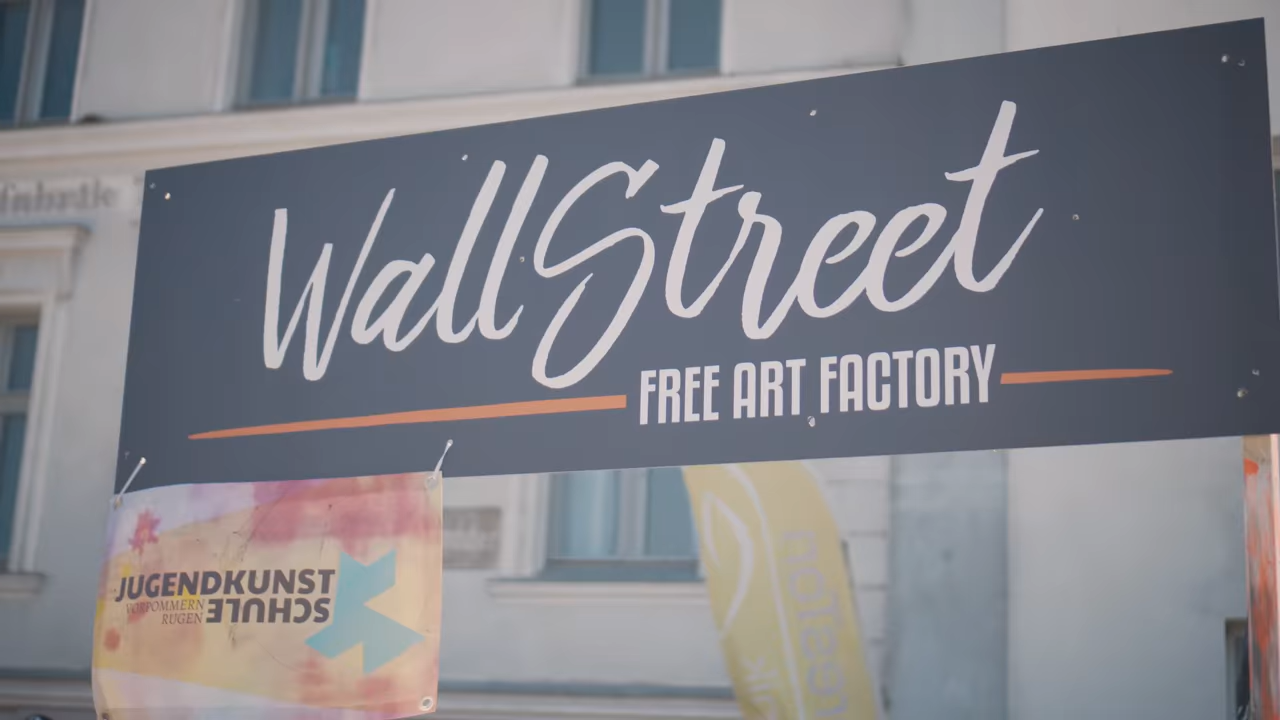 WallStreet
FREE ART FACTORY
JUGENDKUNST
VORPOMMERN
RÜGEN
SCHULE